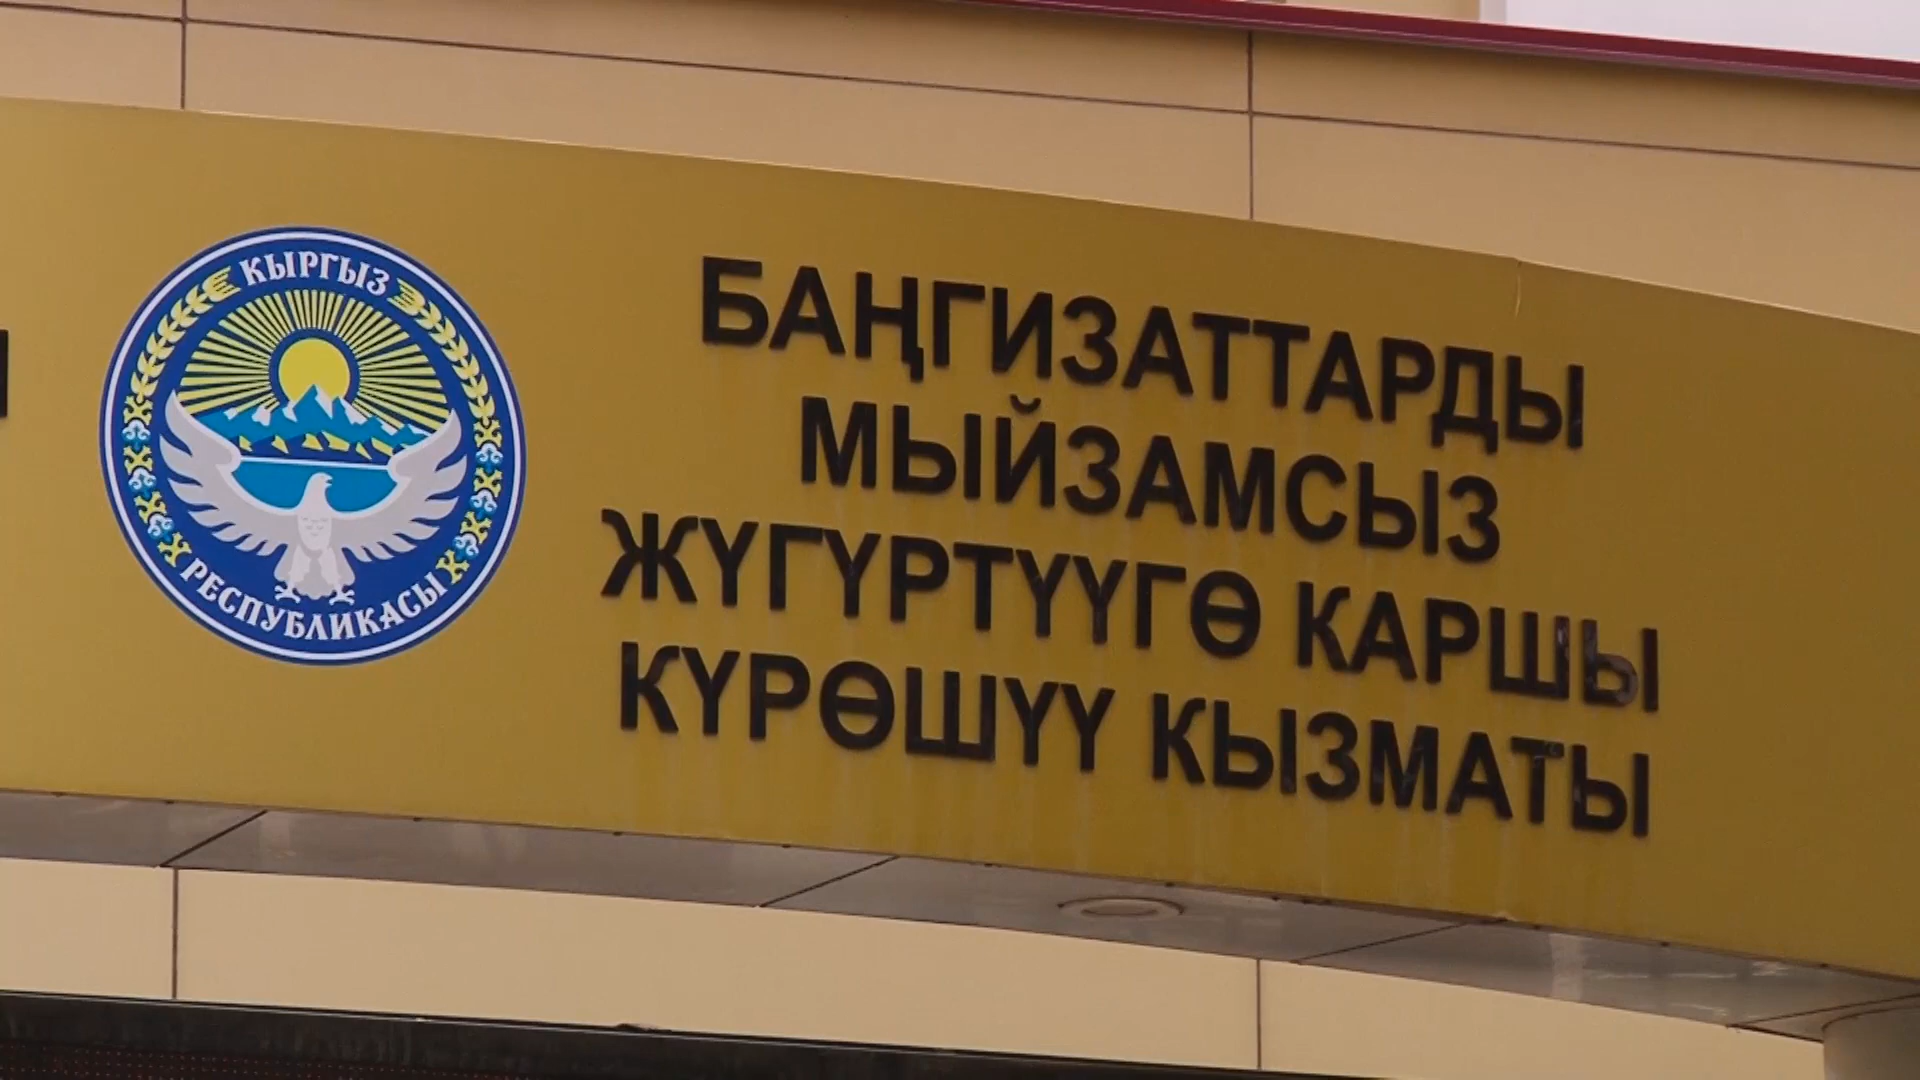 КЫРГЫЗ
РЕСПУБЛИКАСЫ
БАҢГИЗАТТАРДЫ
МЫЙЗАМСЫЗ
ЖҮГҮРТҮҮГӨ КАРШЫ
КҮРӨШҮҮ КЫЗМАТЫ